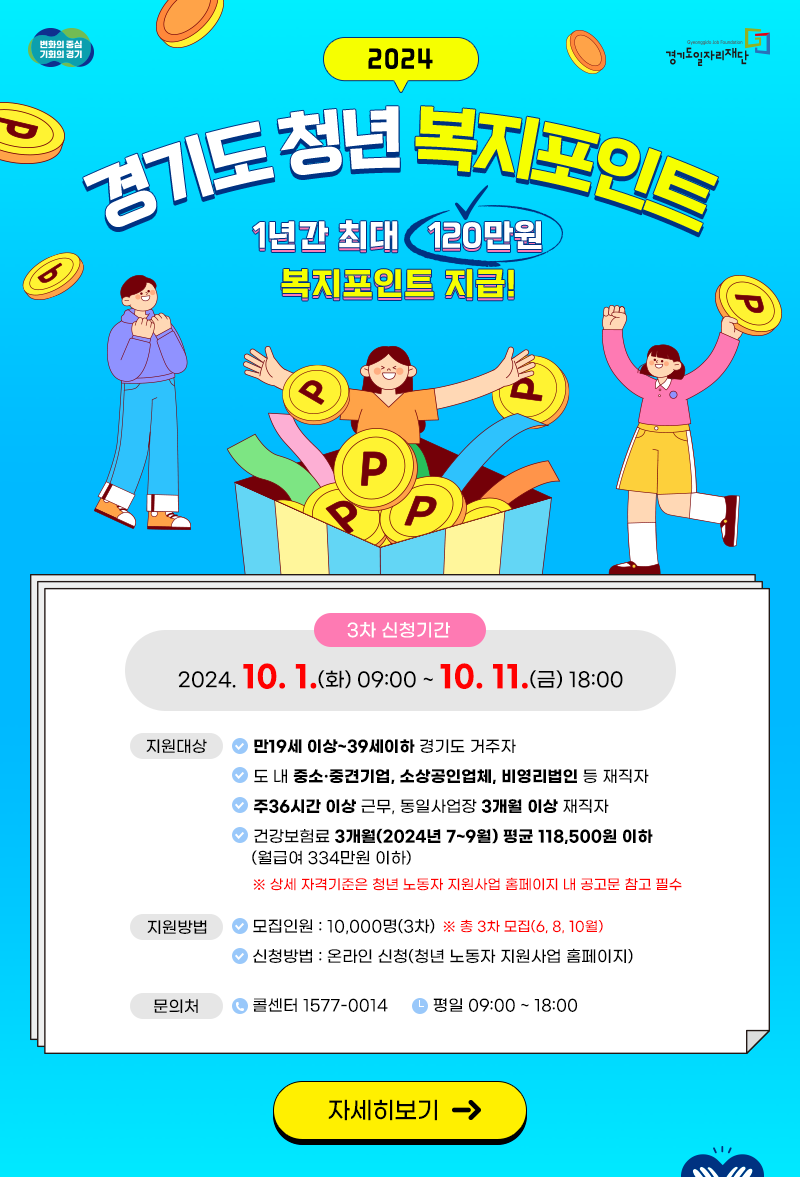 변화의 중심
기회의 경기
Gyeonggido Job Foundation
경기도일자리재단
2024
경기도 청년 복지포인트
1년간 최대 120만원
복지포인트 지급!
P
P
P
P
P
P
P
P
3차 신청기간
2024. 10. 1.(화) 09:00 ~ 10. 11.(금) 18:00
지원대상
만19세 이상~39세이하 경기도 거주자
도 내 중소·중견기업, 소상공인업체, 비영리법인 등 재직자
주36시간 이상 근무, 동일사업장 3개월 이상 재직자
건강보험료 3개월(2024년 7~9월) 평균 118,500원 이하
(월급여 334만원 이하)
※ 상세 자격기준은 청년 노동자 지원사업 홈페이지 내 공고문 참고 필수
지원방법
모집인원 : 10,000명(3차) ※ 총 3차 모집(6, 8, 10월)
신청방법 : 온라인 신청(청년 노동자 지원사업 홈페이지)
문의처
콜센터 1577-0014 평일 09:00 ~ 18:00
자세히보기